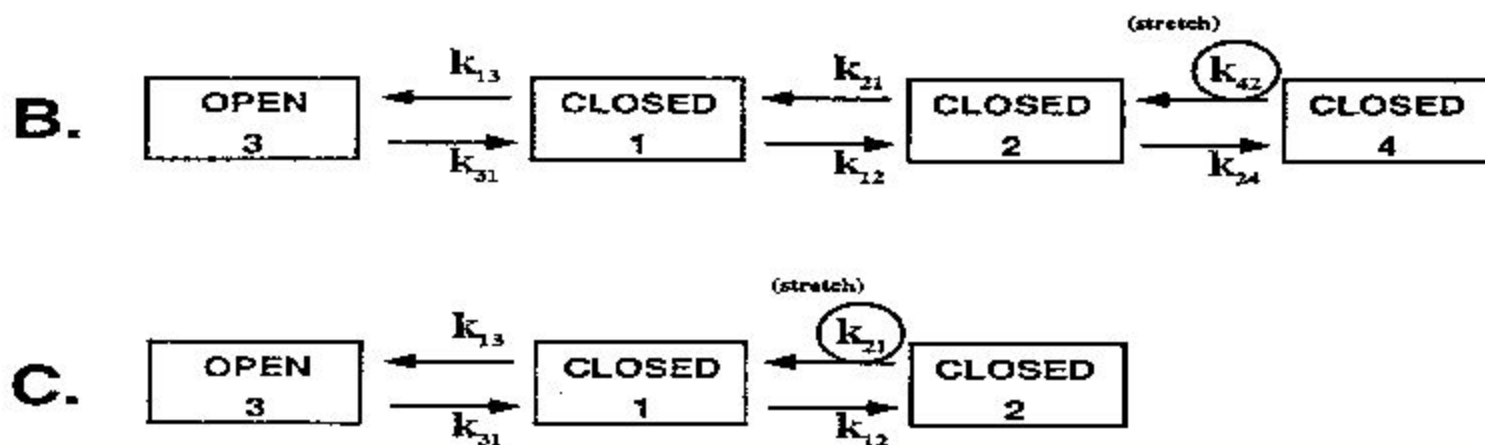 (stretch)
B. OPEN 3 k13 k31 CLOSED 1 k21 k12 CLOSED 2 k42 k24 CLOSED 4
(stretch)
C. OPEN 3 k13 k31 CLOSED 1 k21 k12 CLOSED 2